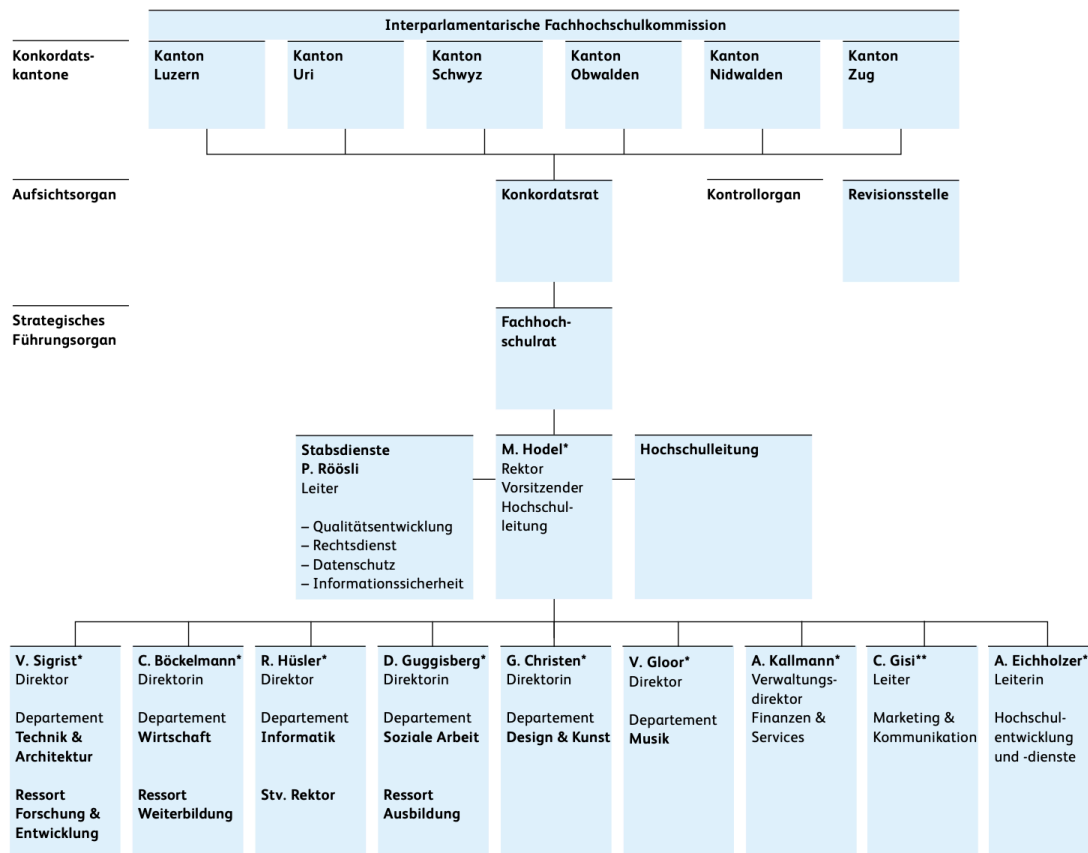 Interparlamentarische Fachhochschulkommission
Konkordats-
kantone
Kanton
Luzern
Kanton
Uri
Kanton
Schwyz
Kanton
Obwalden
Kanton
Nidwalden
Kanton
Zug
Aufsichtsorgan
Konkordatsrat
Kontrollorgan
Revisionsstelle
Strategisches
Führungsorgan
Fachhoch-
schulrat
Stabsdienste
P. Röösli
Leiter
– Qualitätsentwicklung
– Rechtsdienst
– Datenschutz
– Informationssicherheit
M. Hodel*
Rektor
Vorsitzender
Hochschul-
leitung
Hochschulleitung
V. Sigrist*
Direktor
Departement
Technik &
Architektur
Ressort
Forschung &
Entwicklung
C. Böckelmann*
Direktorin
Departement
Wirtschaft
Ressort
Weiterbildung
R. Hüsler*
Direktor
Departement
Informatik
Stv. Rektor
D. Guggisberg*
Direktorin
Departement
Soziale Arbeit
Ressort
Ausbildung
G. Christen*
Direktorin
Departement
Design & Kunst
V. Gloor*
Direktor
Departement
Musik
A. Kallmann*
Verwaltungs-
direktor
Finanzen &
Services
C. Gisi**
Leiter
Marketing &
Kommunikation
A. Eichholzer*
Leiterin
Hochschul-
entwicklung
und -dienste